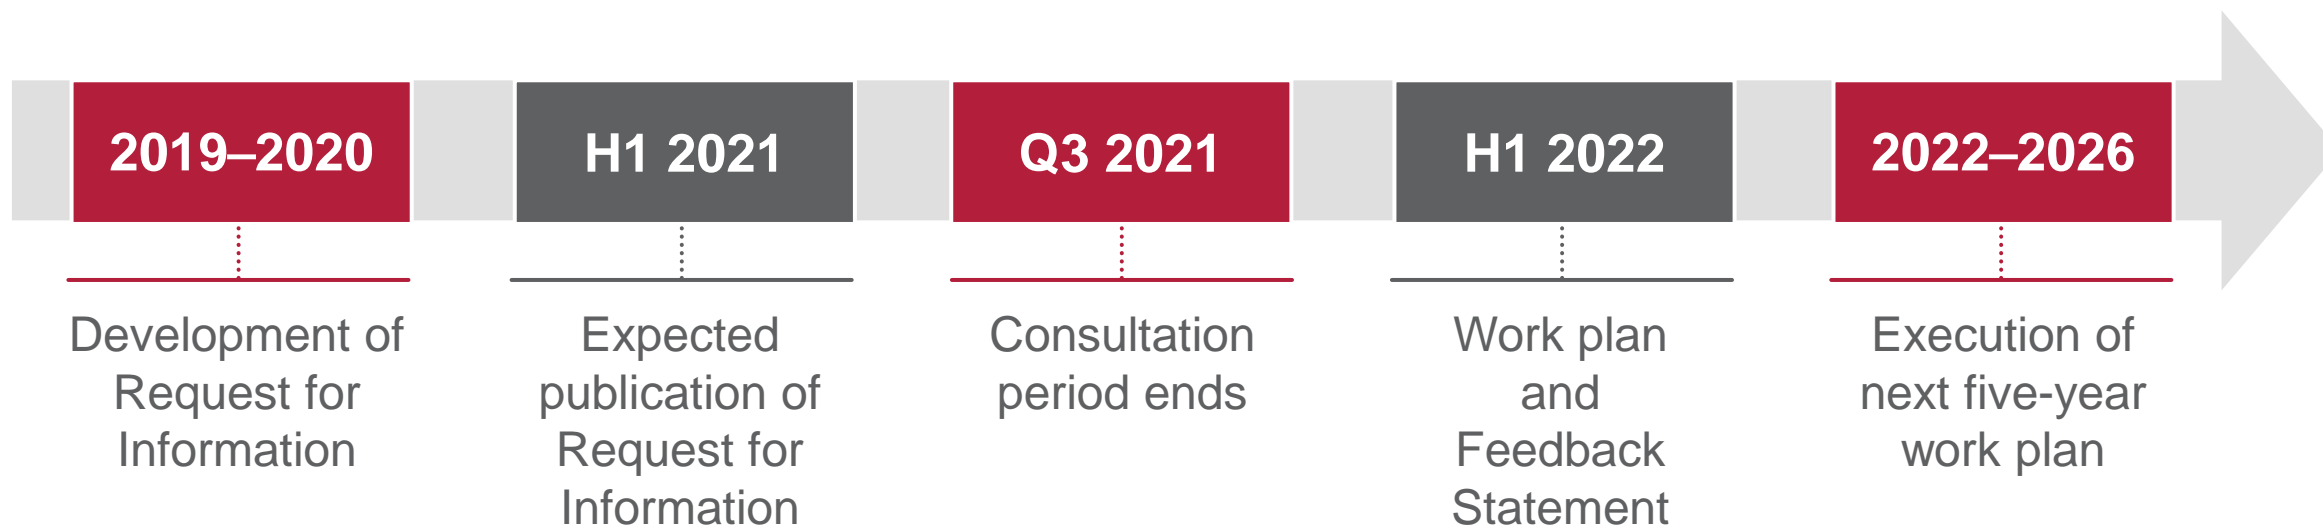 2019–2020
H1 2021
Q3 2021
H1 2022
2022–2026
Development of
Request for
Information
Expected
publication of
Request for
Information
Consultation
period ends
Work plan
and
Feedback
Statement
Execution of
next five-year
work plan